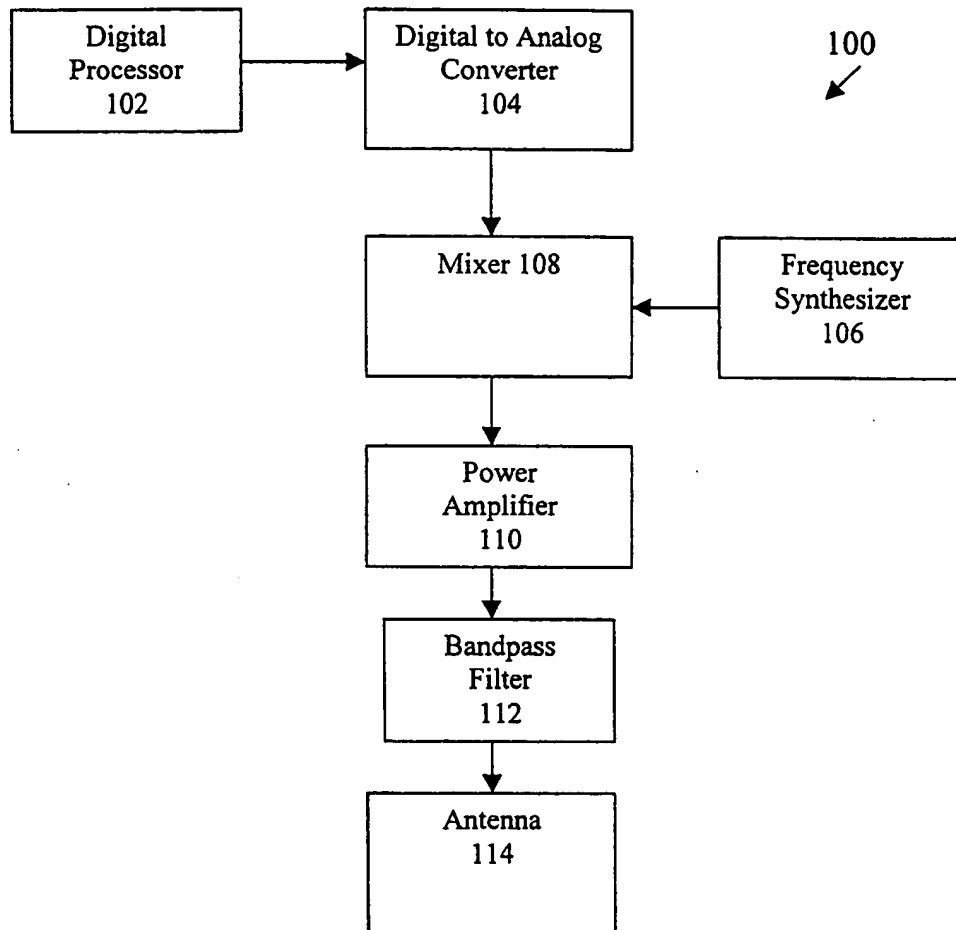 Digital
Processor
102
Digital to Analog
Converter
104
100
Mixer 108
Frequency
Synthesizer
106
Power
Amplifier
110
Bandpass
Filter
112
Antenna
114